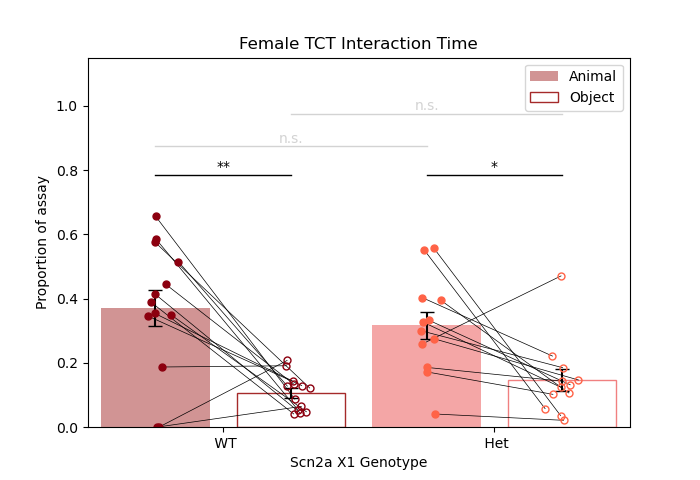 Female TCT Interaction Time
Animal
Object
n.s.
n.s.
**
*
1.0
0.8
0.6
0.4
0.2
0.0
Proportion of assay
WT
Het
Scn2a X1 Genotype